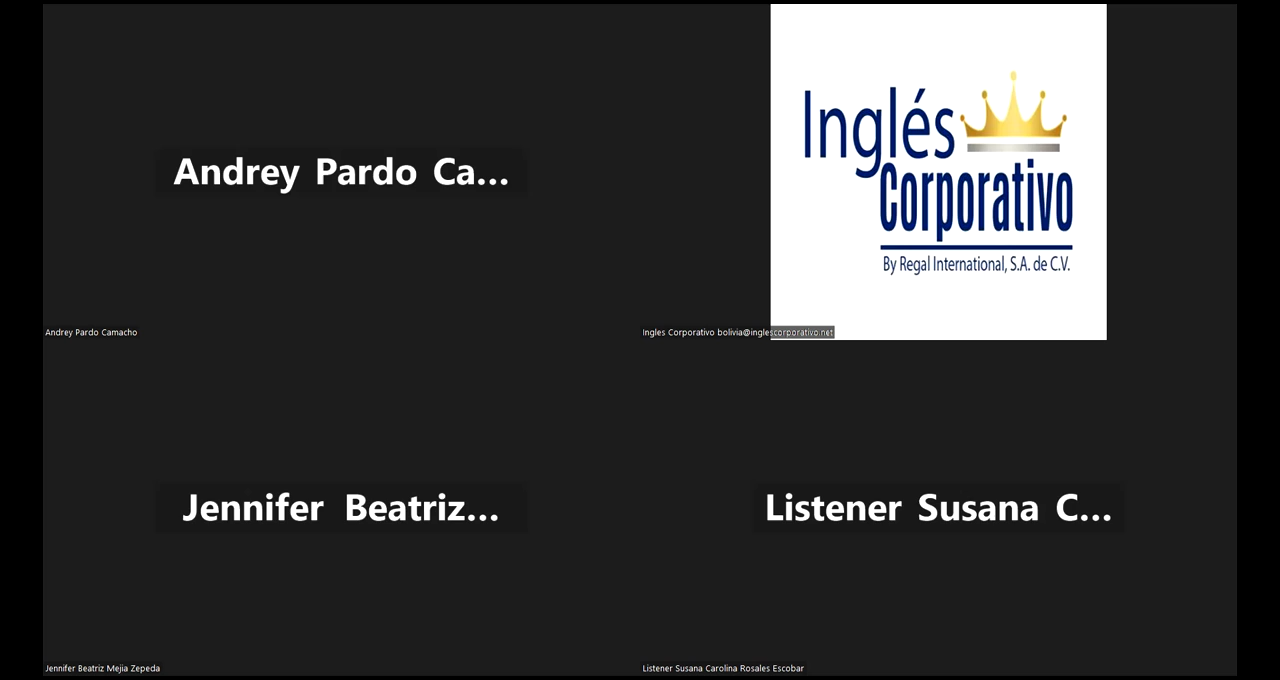 Andrey Pardo Ca...
Andrey Pardo Camacho
Inglés
Corporativo
By Regal International, S.A. de C.V.
Ingles Corporativo bolivia@inglescorporativo.net
Jennifer Beatriz...
Jennifer Beatriz Mejia Zepeda
Listener Susana C...
Listener Susana Carolina Rosales Escobar